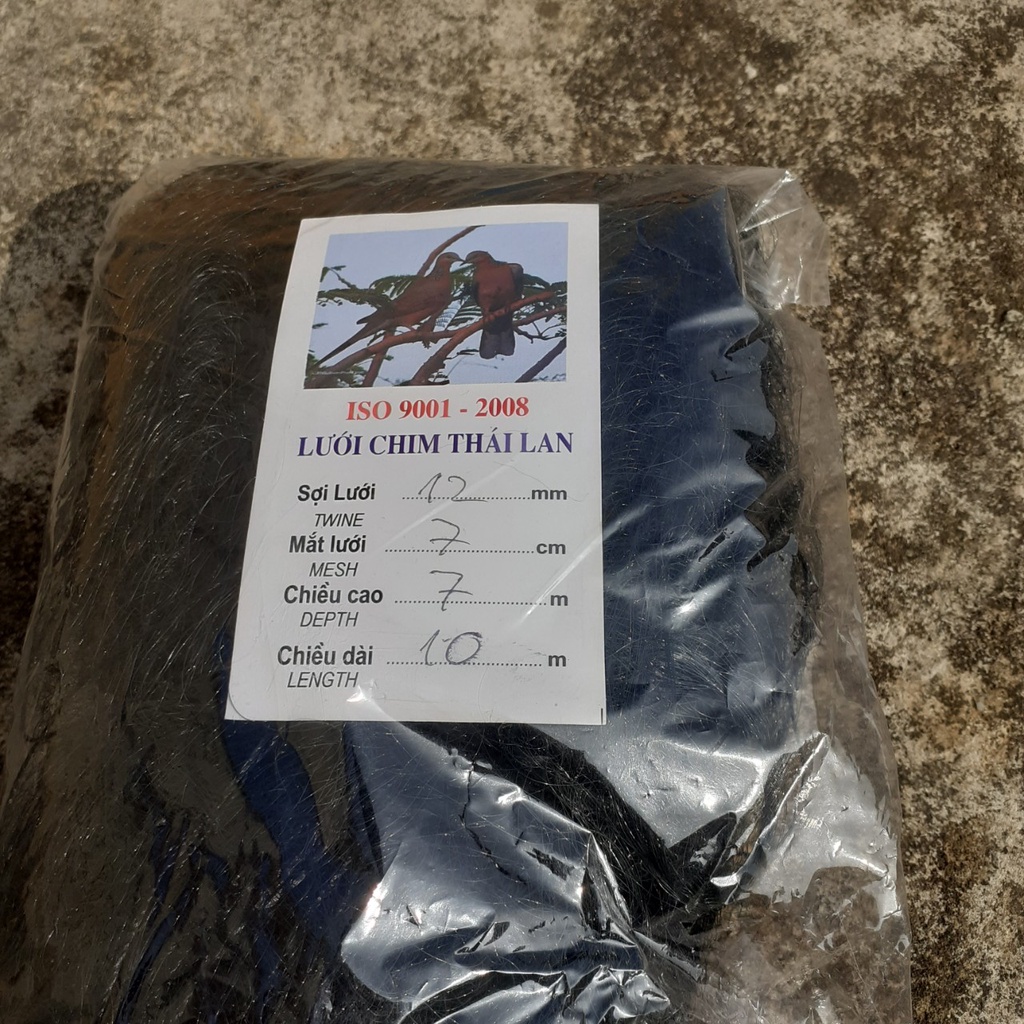 ISO 9001 - 2008
LƯỚI CHIM THÁI LAN
Sợi Lưới ....12........mm
TWINE
Mắt lưới ......7..........cm
MESH
Chiều cao ......7..........m
DEPTH
Chiều dài .....10.........m
LENGTH